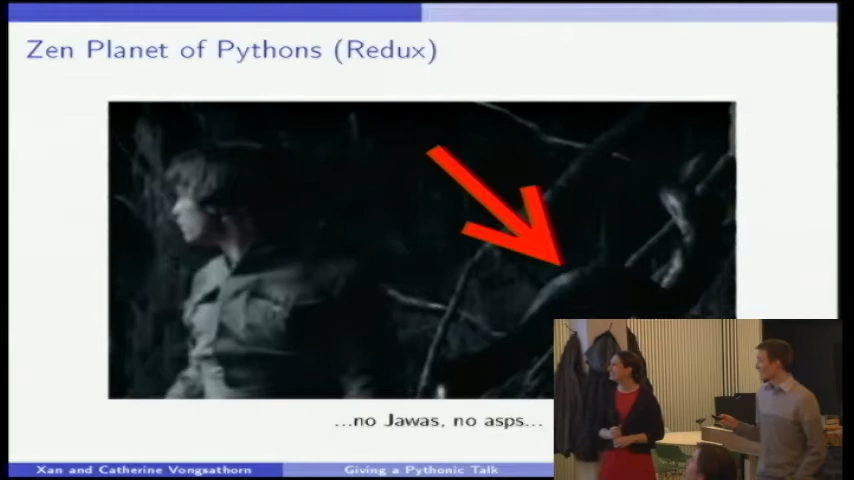 Zen Planet of Pythons (Redux)
...no Jawas, no asps...
Xan and Catherine Vongsathorn
Giving a Pythonic Talk